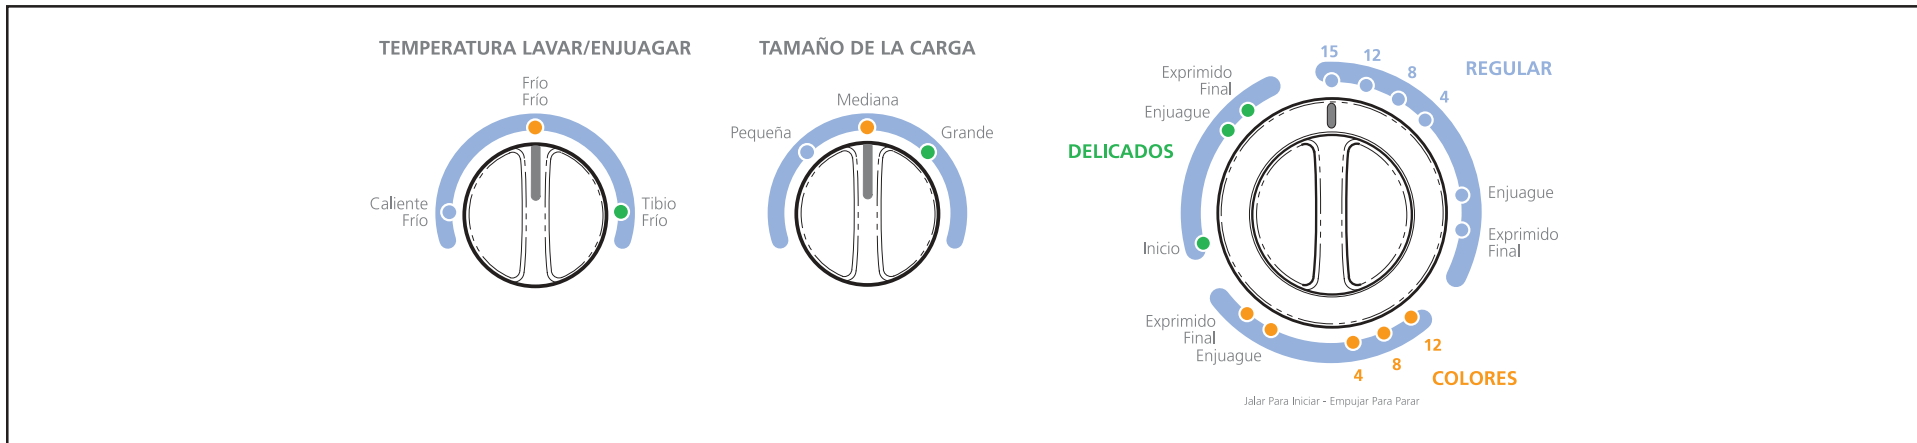 TEMPERATURA LAVAR/ENJUAGAR
Frío
Frío
Caliente
Frío
Tibio
Frío
TAMAÑO DE LA CARGA
Mediana
Pequeña
Grande
15
12
8
4
REGULAR
Enjuague
Exprimido
Final
12
8
4
COLORES
Enjuague
Exprimido
Final
Inicio
DELICADOS
Enjuague
Exprimido
Final
Jalar Para Iniciar - Empujar Para Parar